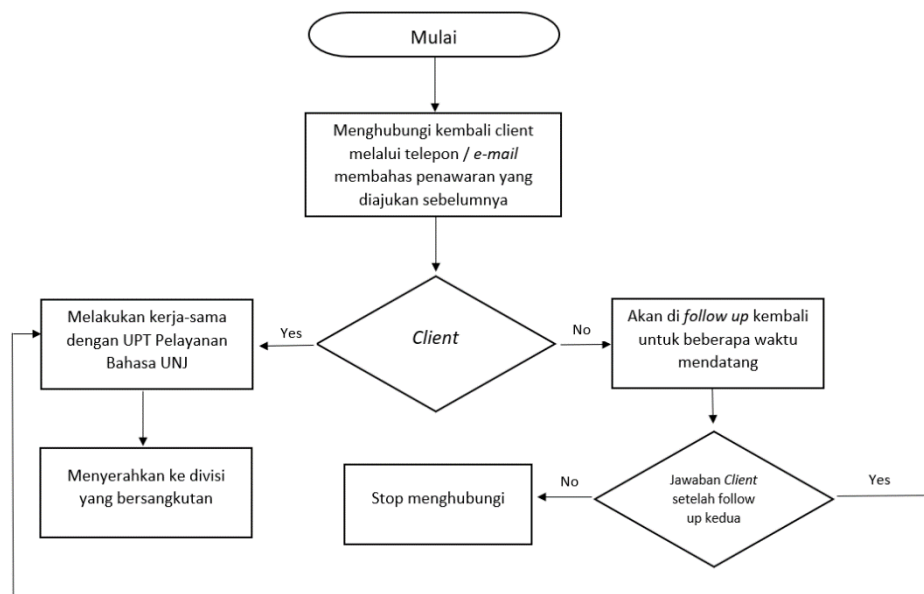 Mulai
Menghubungi kembali client
melalui telepon / e-mail
membahas penawaran yang
diajukan sebelumnya
Client
Yes
No
Melakukan kerja-sama
dengan UPT Pelayanan
Bahasa UNJ
Akan di follow up kembali
untuk beberapa waktu
mendatang
Menyerahkan ke divisi
yang bersangkutan
Stop menghubungi
No
Jawaban Client
setelah follow
up kedua
Yes